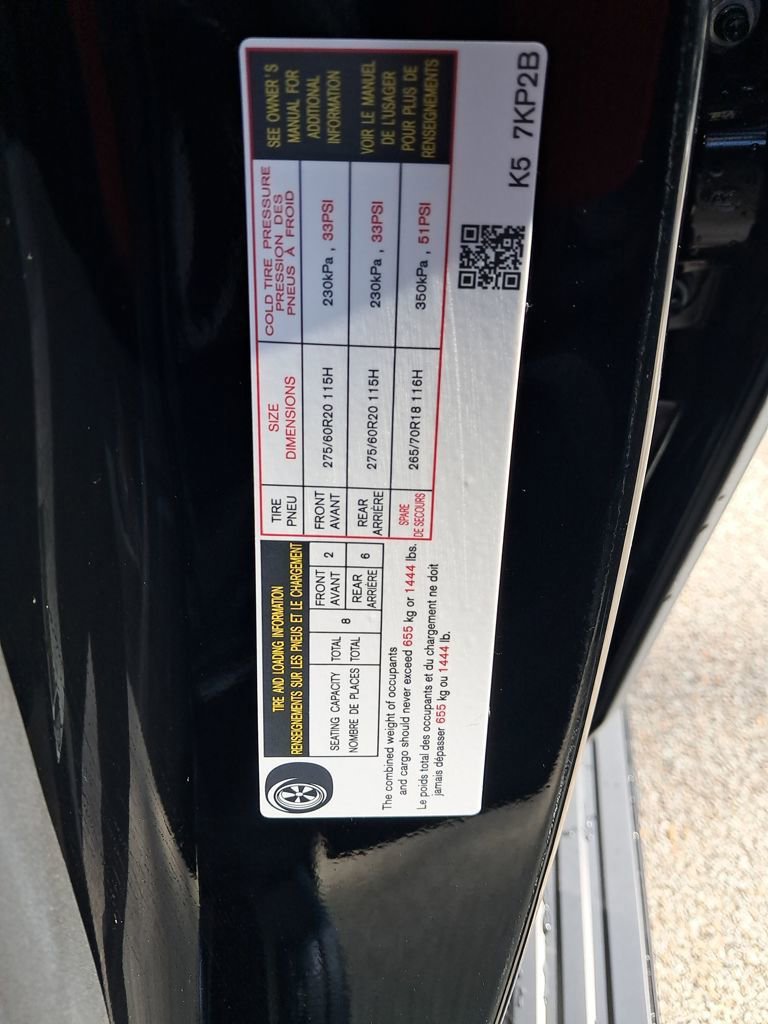 TIRE AND LOADING INFORMATION
RENSEIGNEMENTS SUR LES PNEUS ET LE CHARGEMENT
SEATING CAPACITY
NOMBRE DE PLACES
TOTAL
TOTAL
8
FRONT
AVANT
2
REAR
ARRIÈRE
6
The combined weight of occupants
and cargo should never exceed 655 kg or 1444 lbs.
Le poids total des occupants et du chargement ne doit
jamais dépasser 655 kg ou 1444 lb.
TIRE
PNEU
SIZE
DIMENSIONS
COLD TIRE PRESSURE
PRESSION DES
PNEUS À FROID
FRONT
AVANT
275/60R20 115H
230kPa , 33PSI
REAR
ARRIÈRE
275/60R20 115H
230kPa , 33PSI
SPARE
DE SECOURS
265/70R18 116H
350kPa , 51PSI
SEE OWNER'S
MANUAL FOR
ADDITIONAL
INFORMATION
VOIR LE MANUEL
DE L'USAGER
POUR PLUS DE
RENSEIGNEMENTS
K5 7KP2B